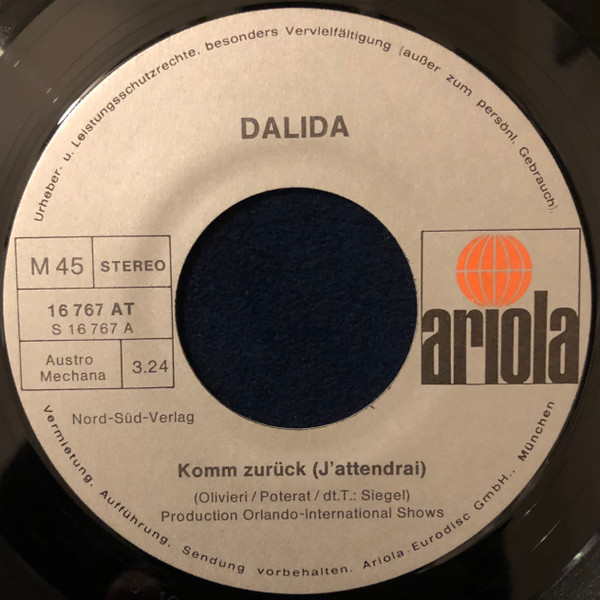 Urheber- u. Leistungsschutzrechte, besonders Vervielfältigung (außer zum persönl. Gebrauch).
DALIDA
M 45
STEREO
16 767 AT
S 16 767 A
Austro
Mechana
3.24
ariola
Nord-Süd-Verlag
Komm zurück (J'attendrai)
(Olivieri / Poterat / dt.T.: Siegel)
Production Orlando-International Shows
Vermietung, Aufführung, Sendung vorbehalten. Ariola-Eurodisc GmbH., München